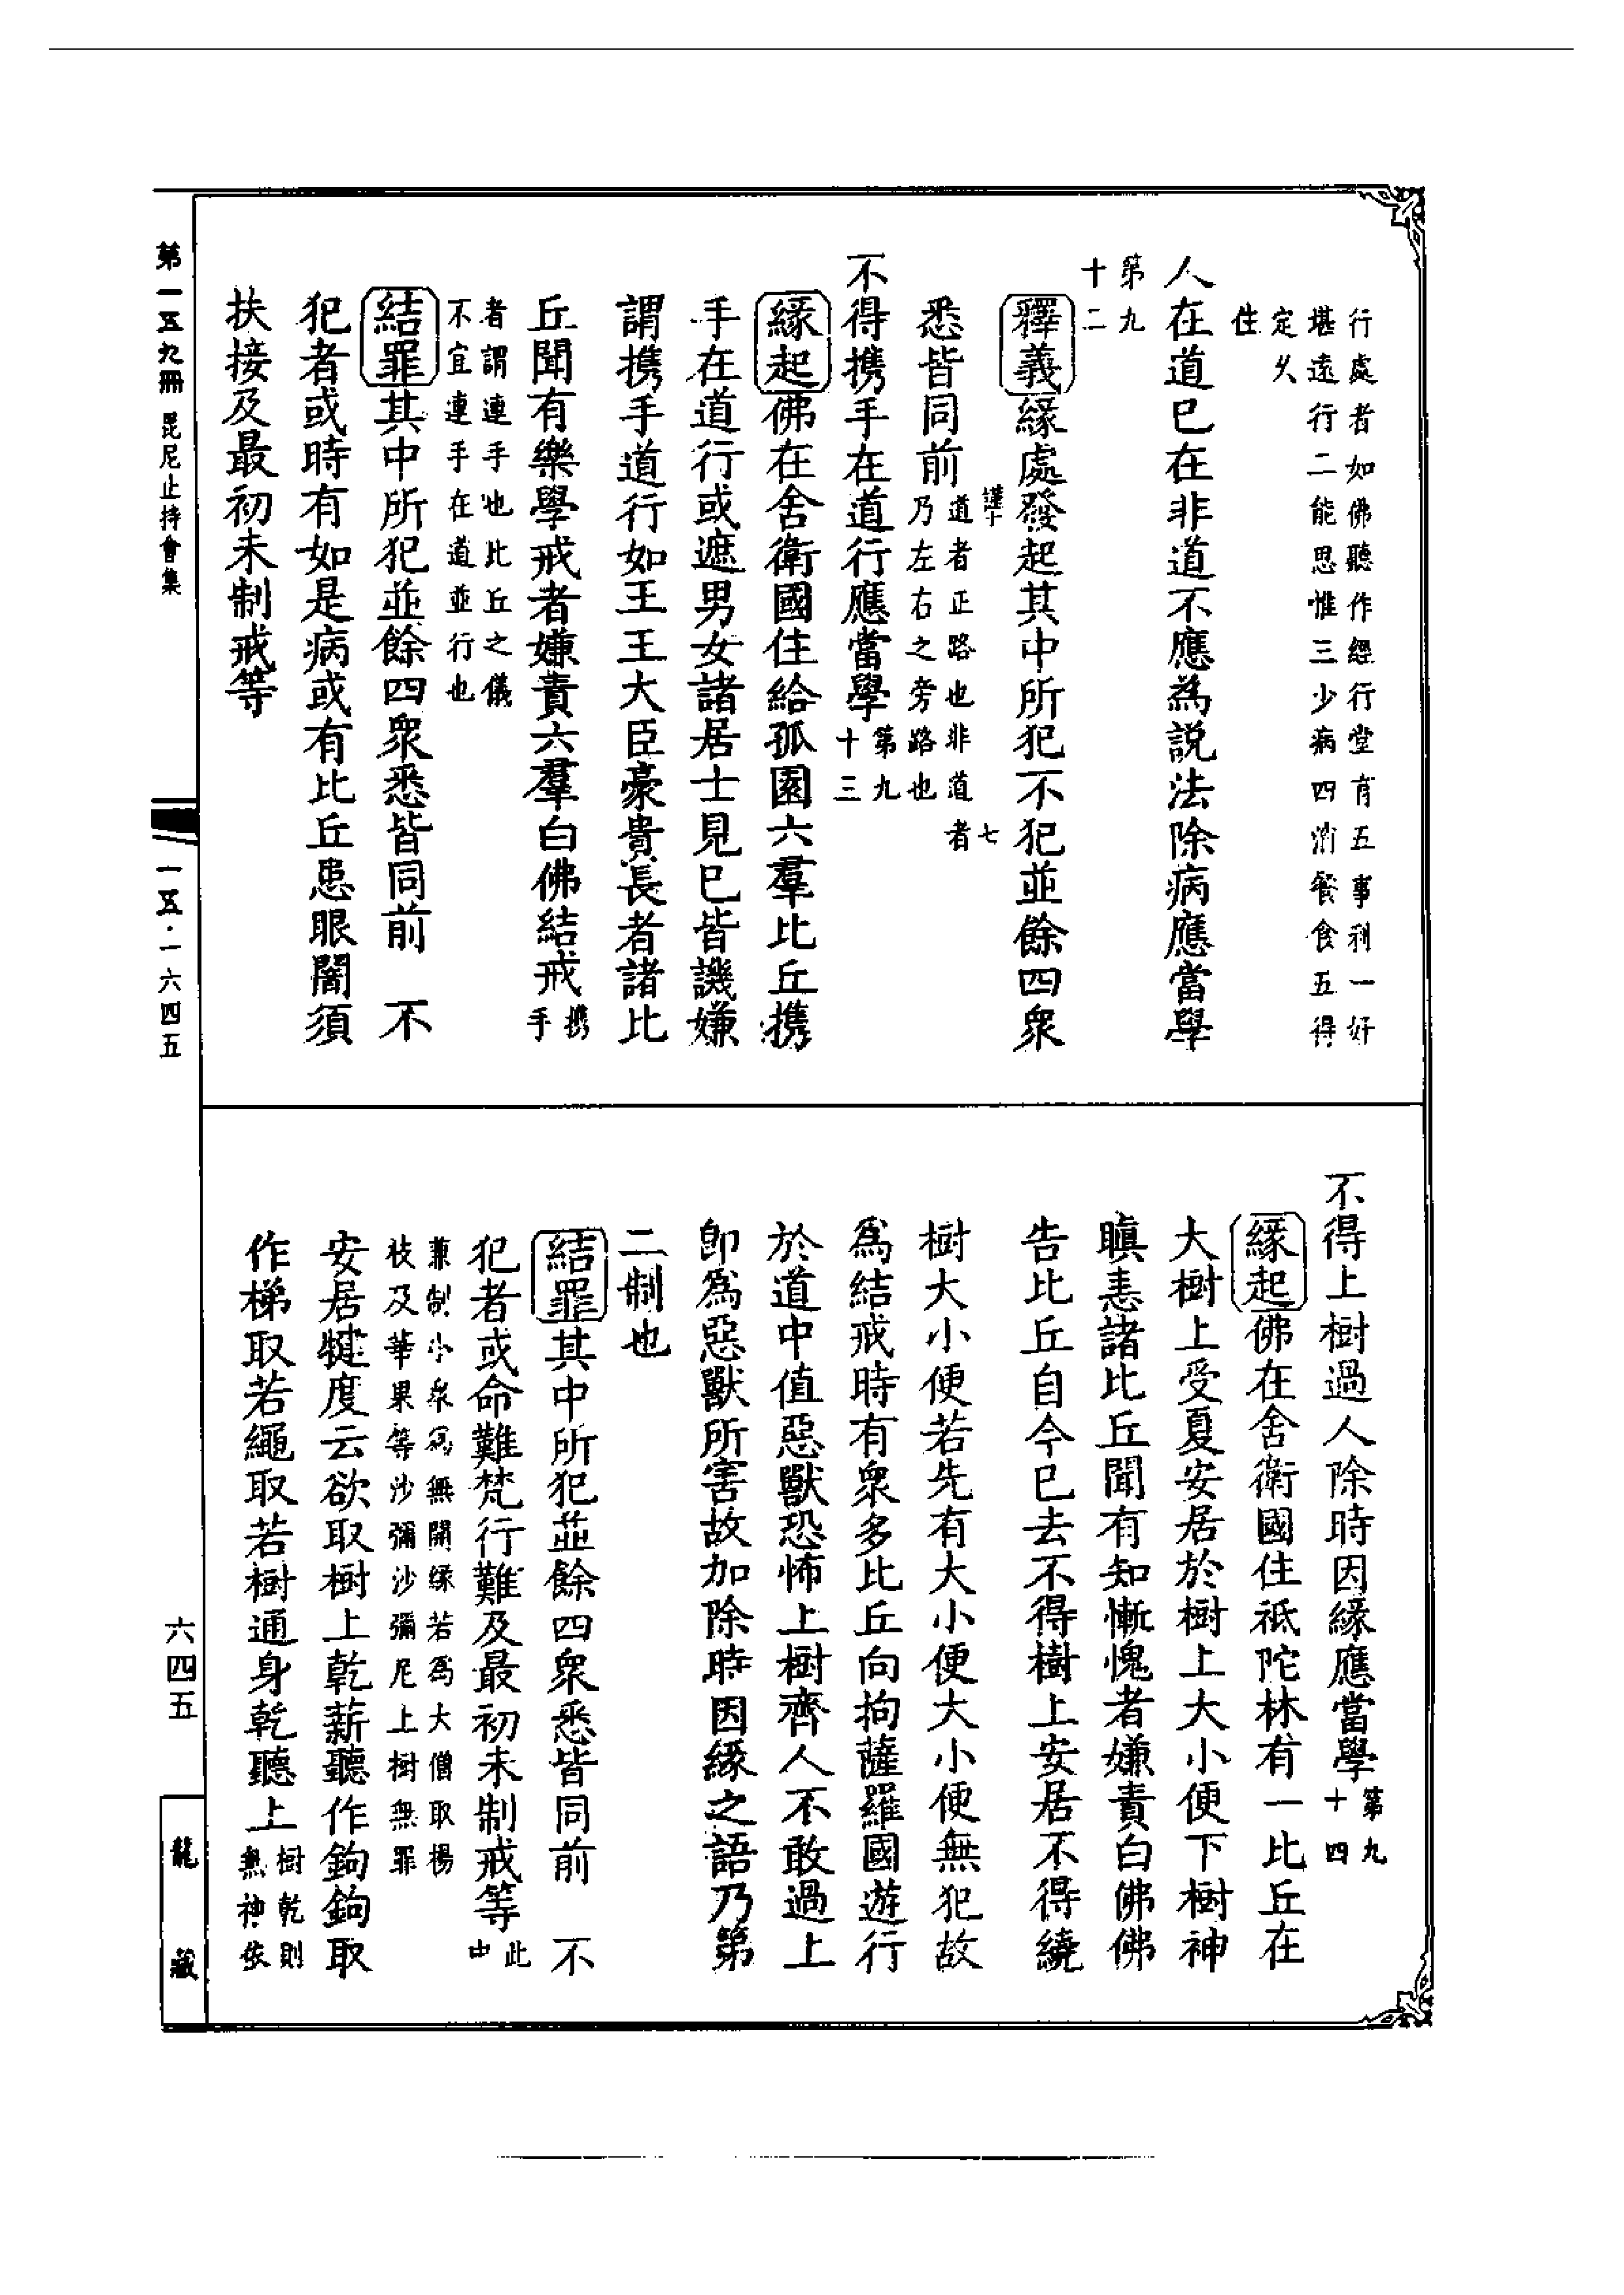 行處者如佛聽作經行堂有五事利一好
堪遠行二能思惟三少病四消餐食五得
定久
住
人在道己在非道不應為説法除病應當學
第九
十二
釋義緣處發起其中所犯不犯並餘四衆
悉皆同前道者正路也非道者
乃左右之旁路也
謹十
七
不得携手在道行應當學第九
十三
緣起佛在舍衛國住給孤園六羣比丘携
手在道行或遮男女諸居士見已皆譏嫌
謂携手道行如王王大臣豪貴長者諸比
丘聞有樂學戒者嫌責六羣白佛結戒携
手
者謂連手也此丘之儀
不宜連手在道並行也
結罪其中所犯並餘四衆悉皆同前 不
犯者或時有如是病或有比丘患眼闇須
扶接及最初未制戒等
不得上樹過人除時因緣應當學第九
十四
緣起佛在舍衛國住祇陀林有一比丘在
大樹上受夏安居於樹上大小便下樹神
瞋恚諸比丘聞有知慚愧者嫌責白佛佛
告比丘自今已去不得樹上安居不得繞
樹大小便若先有大小便大小便無犯故
為結戒時有衆多比丘向拘薩羅國遊行
於道中值惡獸恐怖上樹齊人不敢過上
即為惡獸所害故加除時因緣之語乃第
二制也
結罪其中所犯並餘四衆悉皆同前 不
犯者或命難梵行難及最初未制戒等此
中
兼制小衆為無開緣若為大僧取楊
枝及華果等沙彌沙彌尼上樹無罪
安居犍度云欲取樹上乾薪聽作鉤鉤取
作梯取若繩取若樹通身乾聽上樹乾則
無神依
第一五九冊 毘尼止持會集
一五·一六四五
六四五
龍藏